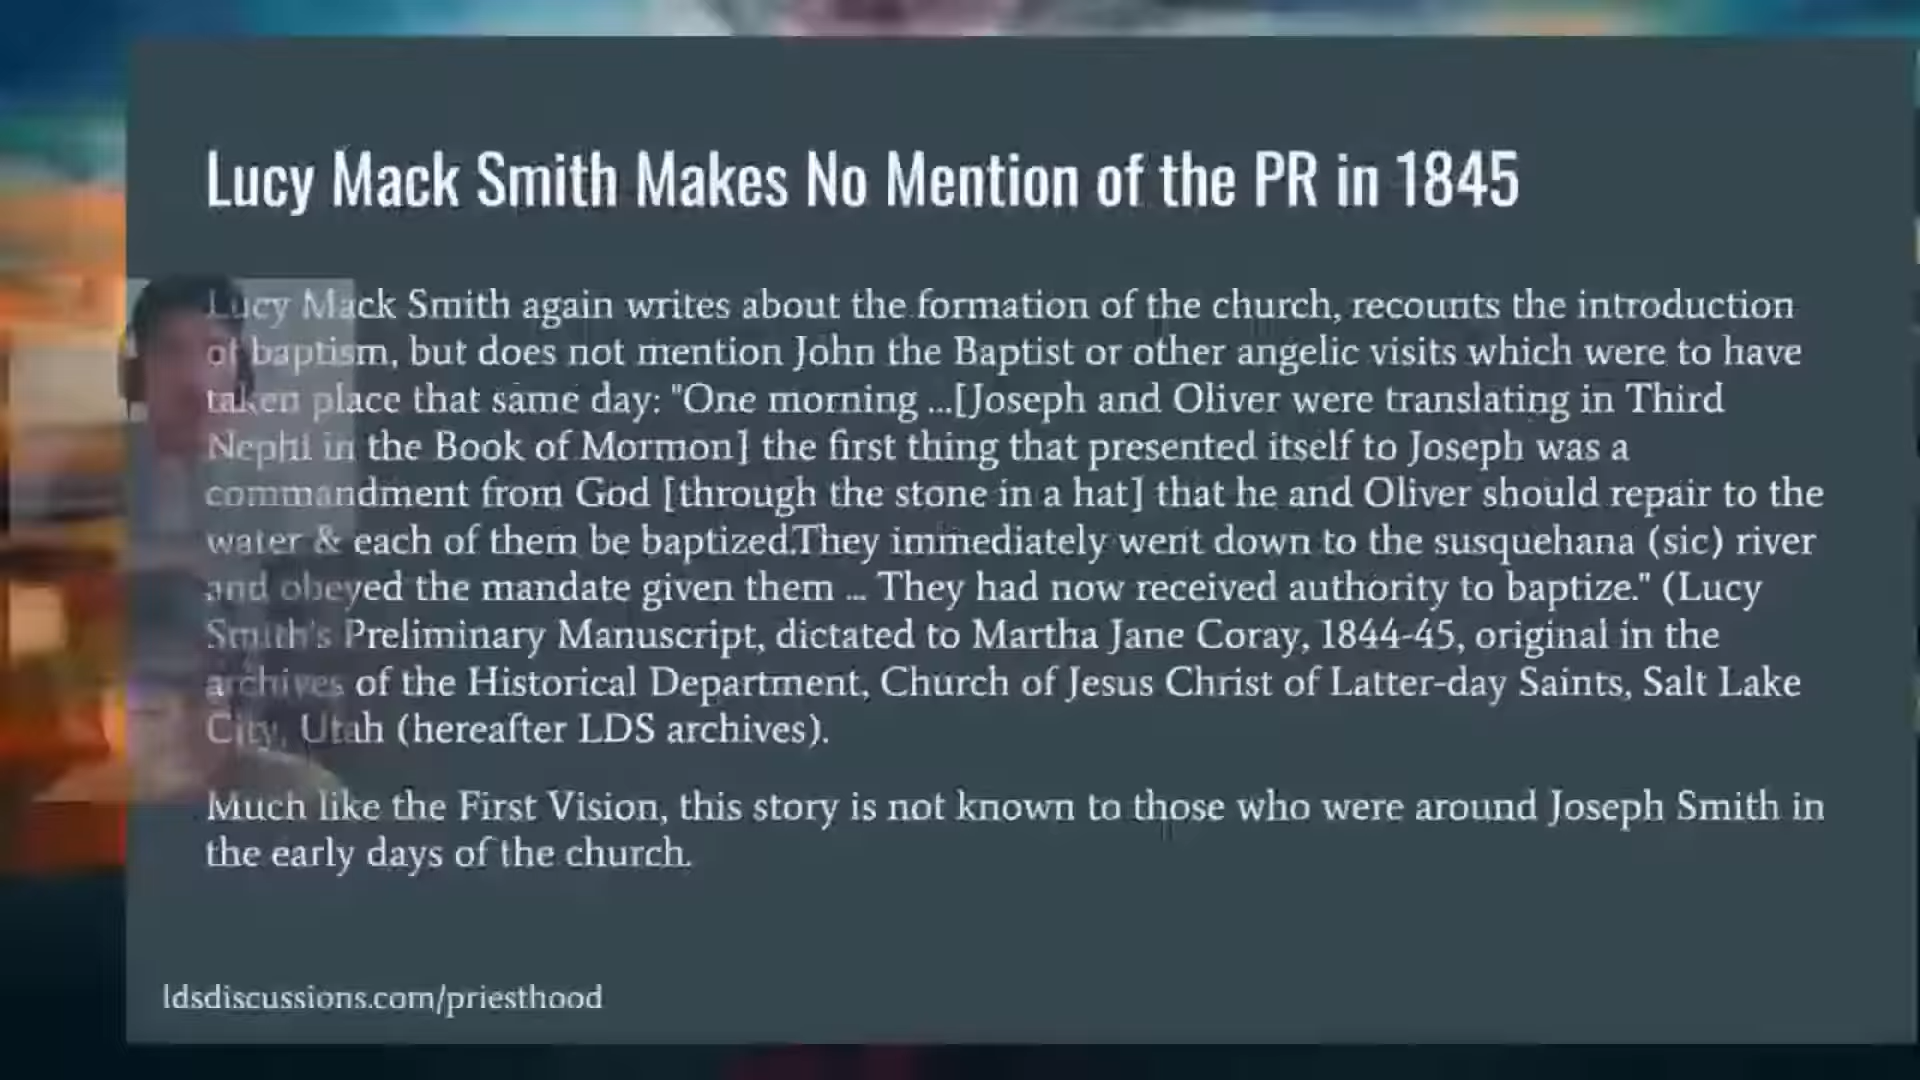 Lucy Mack Smith Makes No Mention of the PR in 1845
Lucy Mack Smith again writes about the formation of the church, recounts the introduction
of baptism, but does not mention John the Baptist or other angelic visits which were to have
taken place that same day: "One morning ...[Joseph and Oliver were translating in Third
Nephi in the Book of Mormon] the first thing that presented itself to Joseph was a
commandment from God [through the stone in a hat] that he and Oliver should repair to the
water & each of them be baptized.They immediately went down to the susquehana (sic) river
and obeyed the mandate given them ... They had now received authority to baptize." (Lucy
Smith's Preliminary Manuscript, dictated to Martha Jane Coray, 1844-45, original in the
archives of the Historical Department, Church of Jesus Christ of Latter-day Saints, Salt Lake
City, Utah (hereafter LDS archives).
Much like the First Vision, this story is not known to those who were around Joseph Smith in
the early days of the church.
ldsdiscussions.com/priesthood